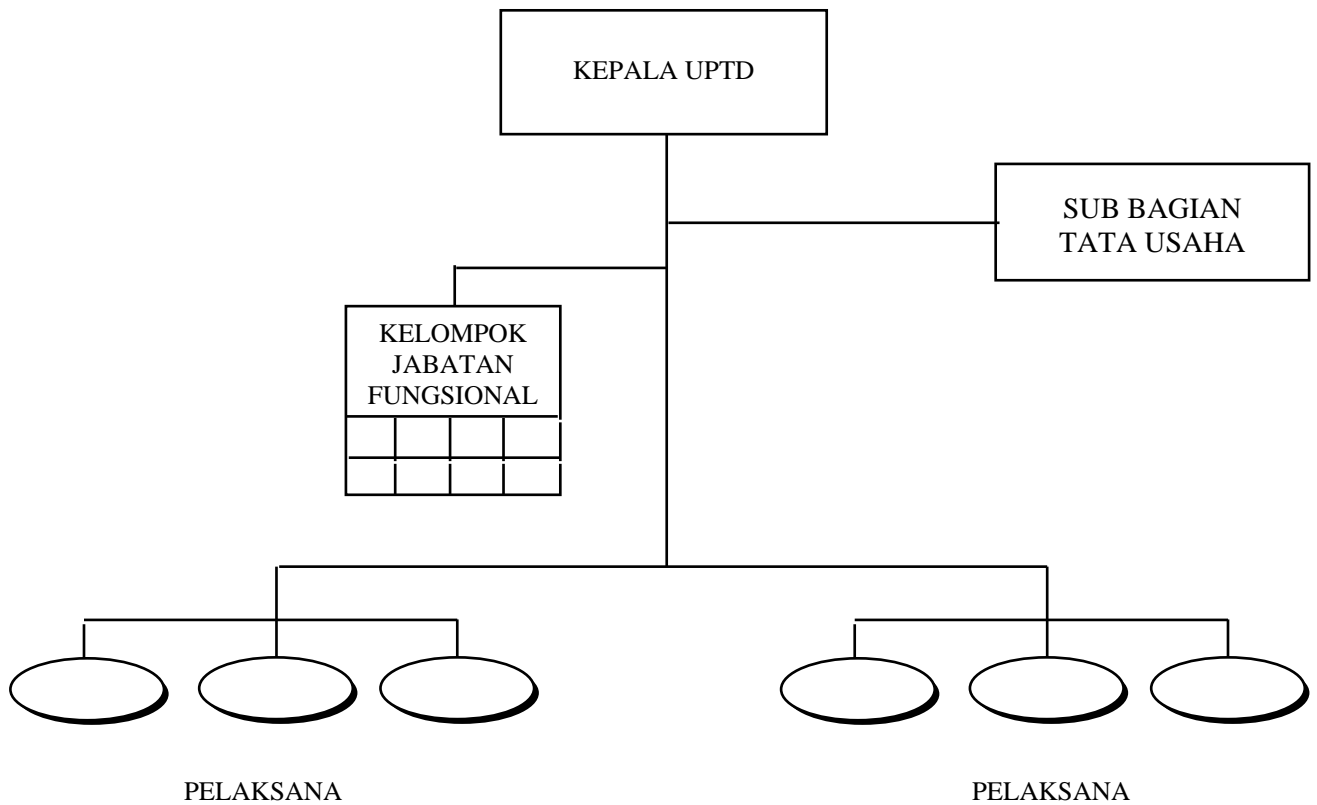 KEPALA UPTD
SUB BAGIAN
TATA USAHA
KELOMPOK
JABATAN
FUNGSIONAL
PELAKSANA
PELAKSANA